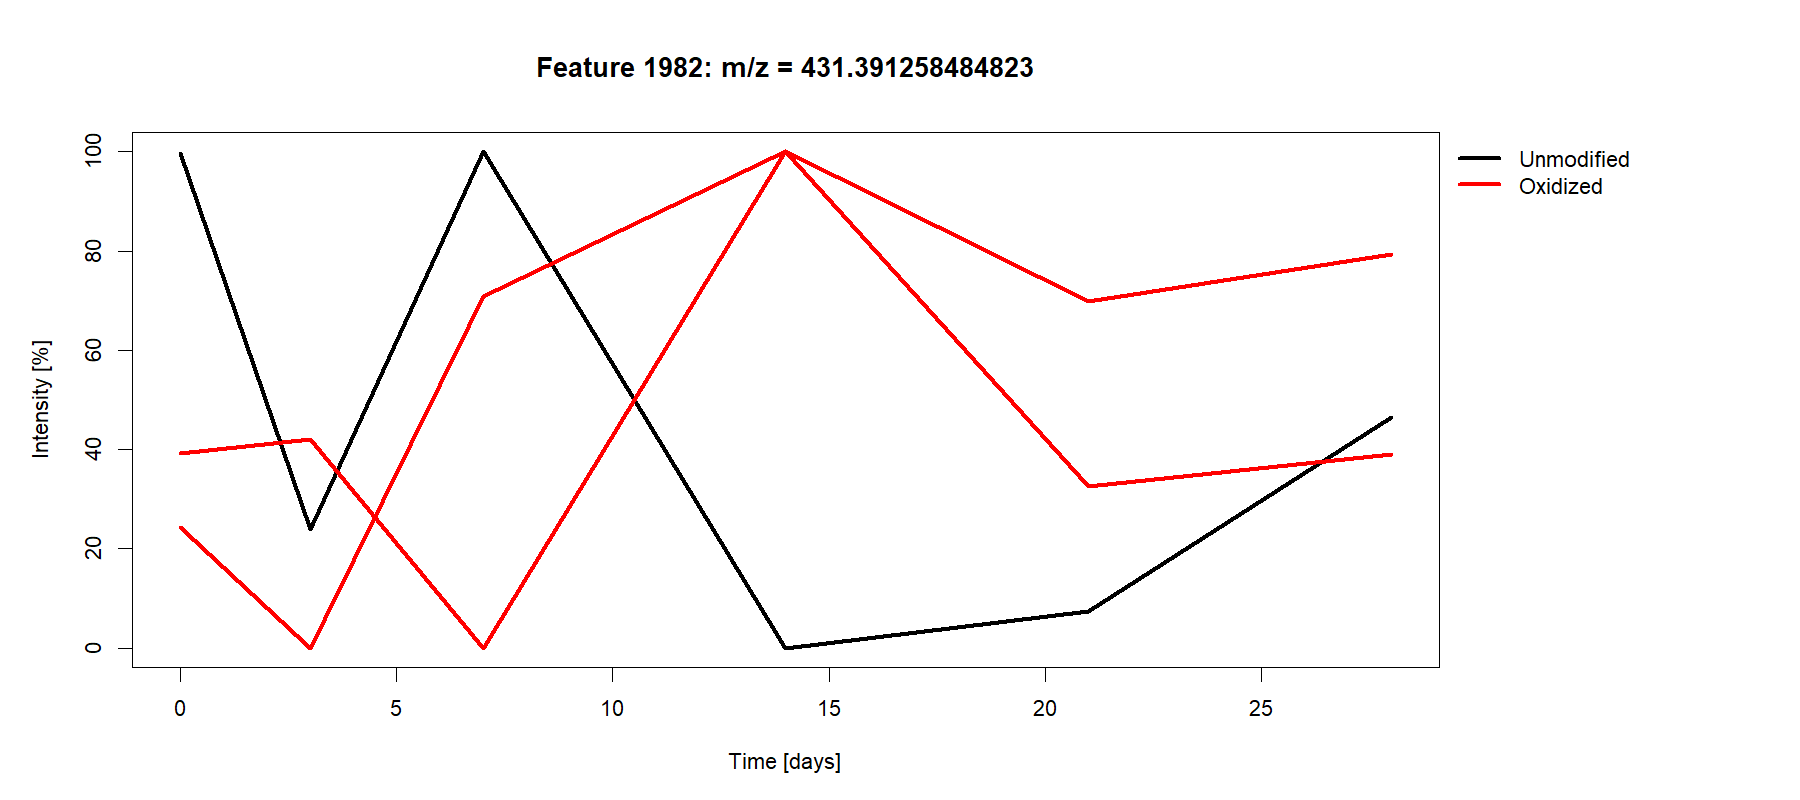 Feature 1982: m/z = 431.391258484823
Unmodified
Oxidized
Intensity [%]
100
80
60
40
20
0
0 5 10 15 20 25
Time [days]